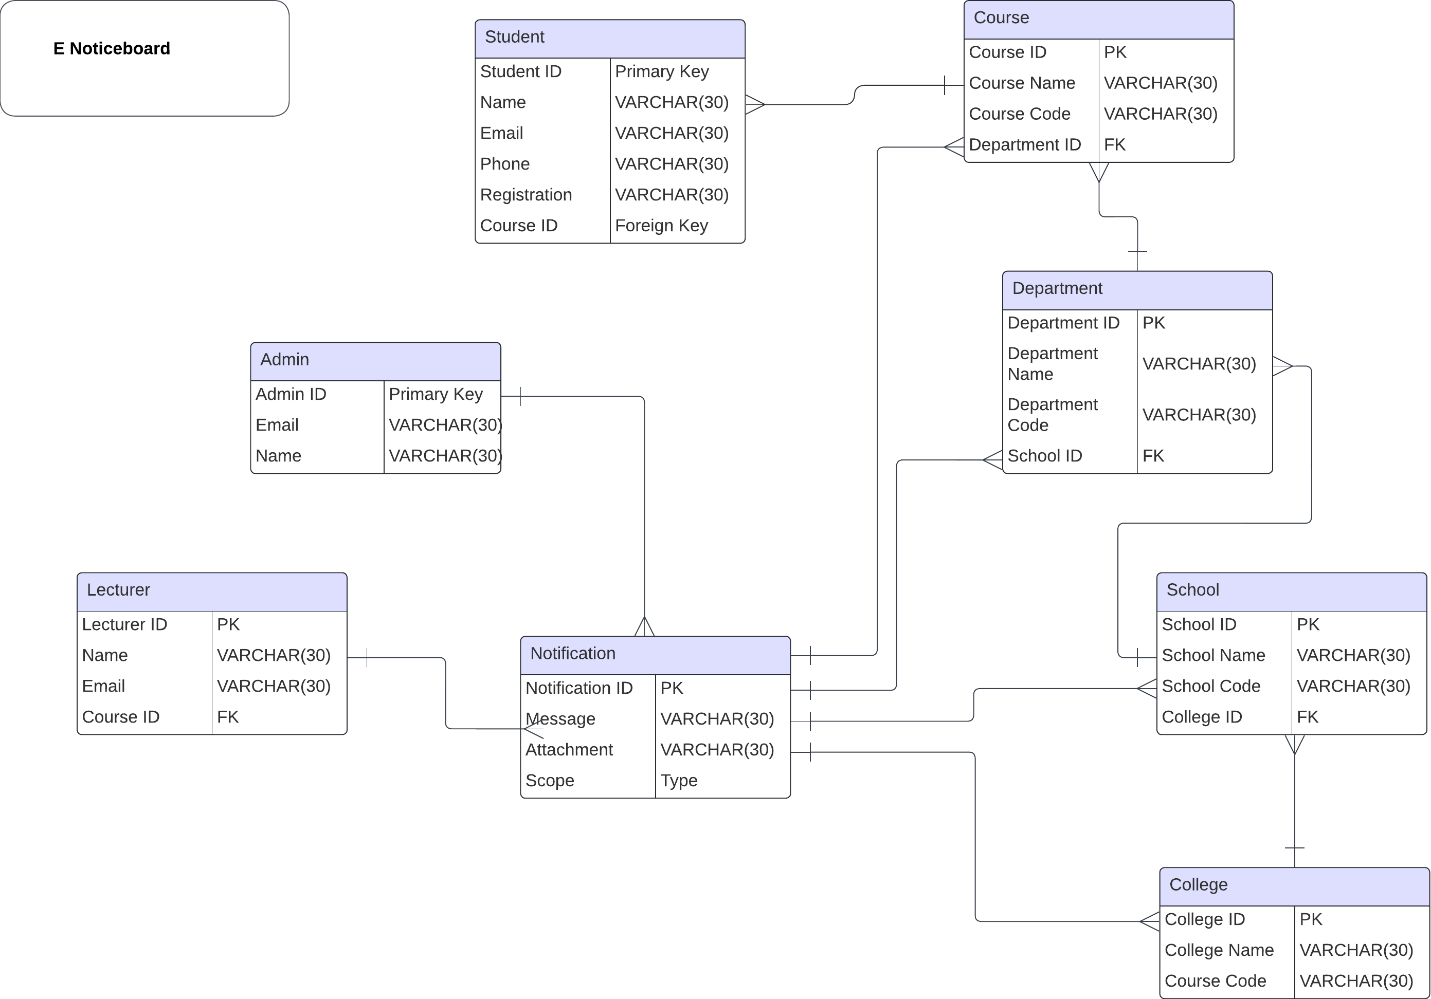 E Noticeboard
Student
Student ID Primary Key
Name VARCHAR(30)
Email VARCHAR(30)
Phone VARCHAR(30)
Registration VARCHAR(30)
Course ID Foreign Key
Course
Course ID PK
Course Name VARCHAR(30)
Course Code VARCHAR(30)
Department ID FK
Department
Department ID PK
Department
Name VARCHAR(30)
Department
Code VARCHAR(30)
School ID FK
Admin
Admin ID Primary Key
Email VARCHAR(30)
Name VARCHAR(30)
Lecturer
Lecturer ID PK
Name VARCHAR(30)
Email VARCHAR(30)
Course ID FK
Notification
Notification ID PK
Message VARCHAR(30)
Attachment VARCHAR(30)
Scope Type
School
School ID PK
School Name VARCHAR(30)
School Code VARCHAR(30)
College ID FK
College
College ID PK
College Name VARCHAR(30)
Course Code VARCHAR(30)